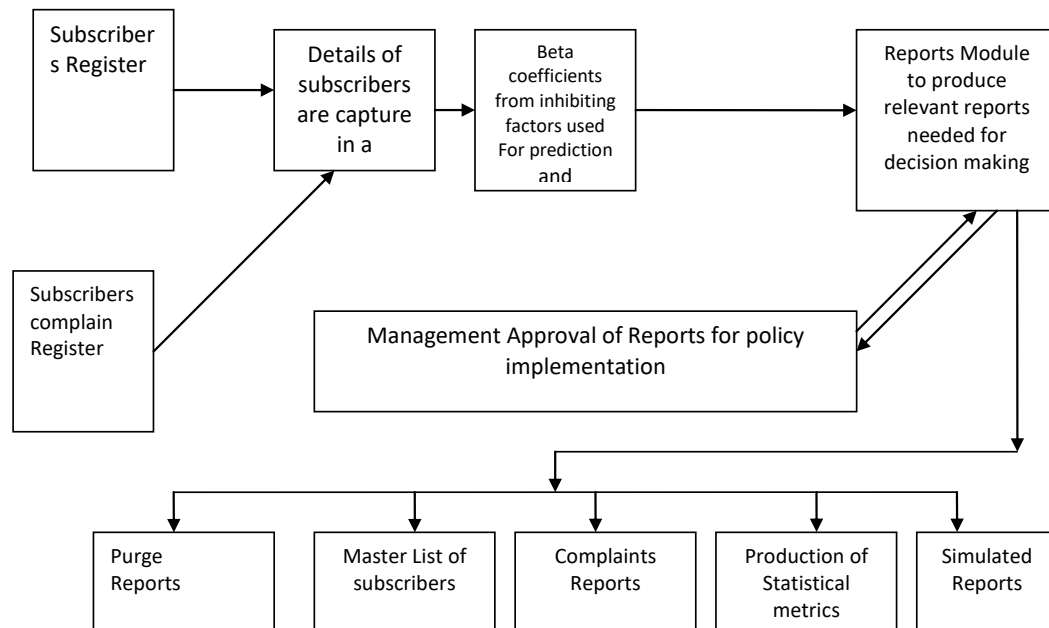 Subscriber
s Register
Details of
subscribers
are capture
in a
Beta
coefficients
from inhibiting
factors used
For prediction
and
Reports Module
to produce
relevant reports
needed for
decision making
Subscribers
complain
Register
Management Approval of Reports for policy
implementation
Purge
Reports
Master List of
subscribers
Complaints
Reports
Production of
Statistical
metrics
Simulated
Reports